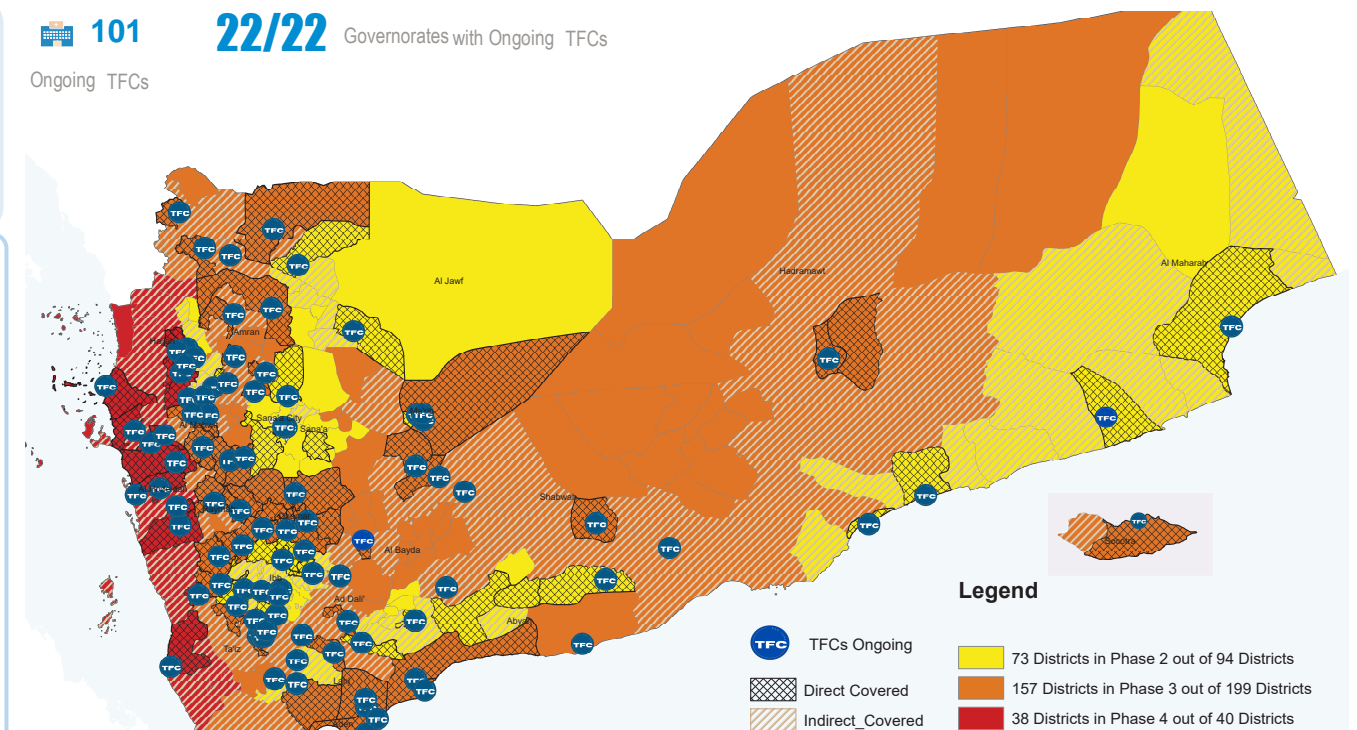 101
22/22 Governorates with Ongoing TFCs
Ongoing TFCs
TFC
Al Jawf
Hadramawt
Al Maharah
Amran
Sana'a City
Sana'a
Shabwah
Al Bayda
Socotra
Ibb
Ad Dali'
Abyan
Ta'iz
Legend
TFC TFCs Ongoing
Direct Covered
Indirect_Covered
73 Districts in Phase 2 out of 94 Districts
157 Districts in Phase 3 out of 199 Districts
38 Districts in Phase 4 out of 40 Districts